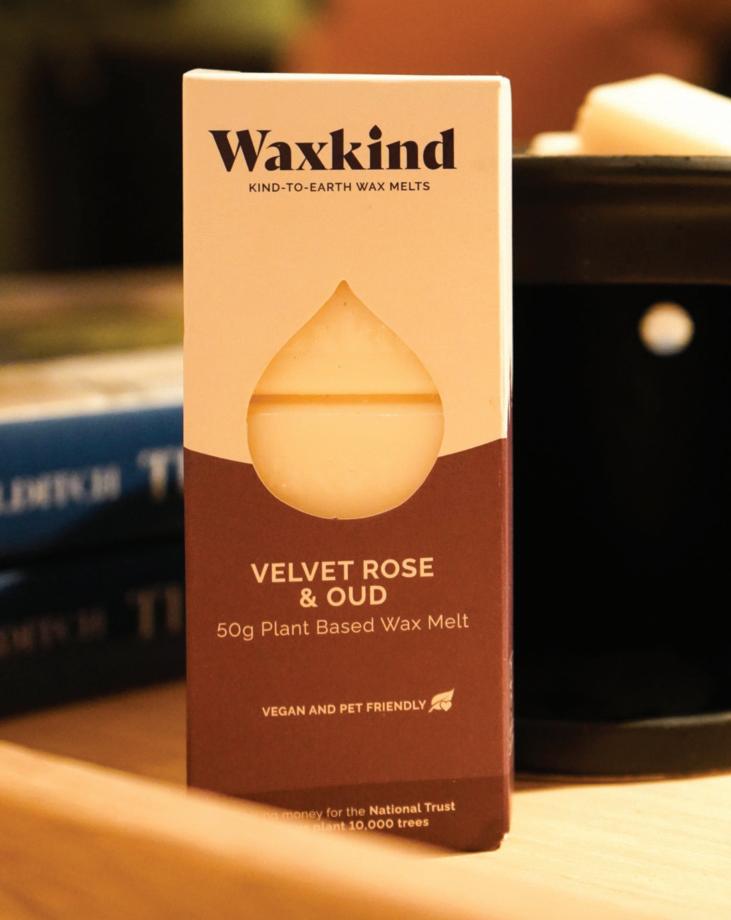 Waxkind
KIND-TO-EARTH WAX MELTS
VELVET ROSE
& OUD
50g Plant Based Wax Melt
VEGAN AND PET FRIENDLY
money for the National Trust
plant 10,000 trees